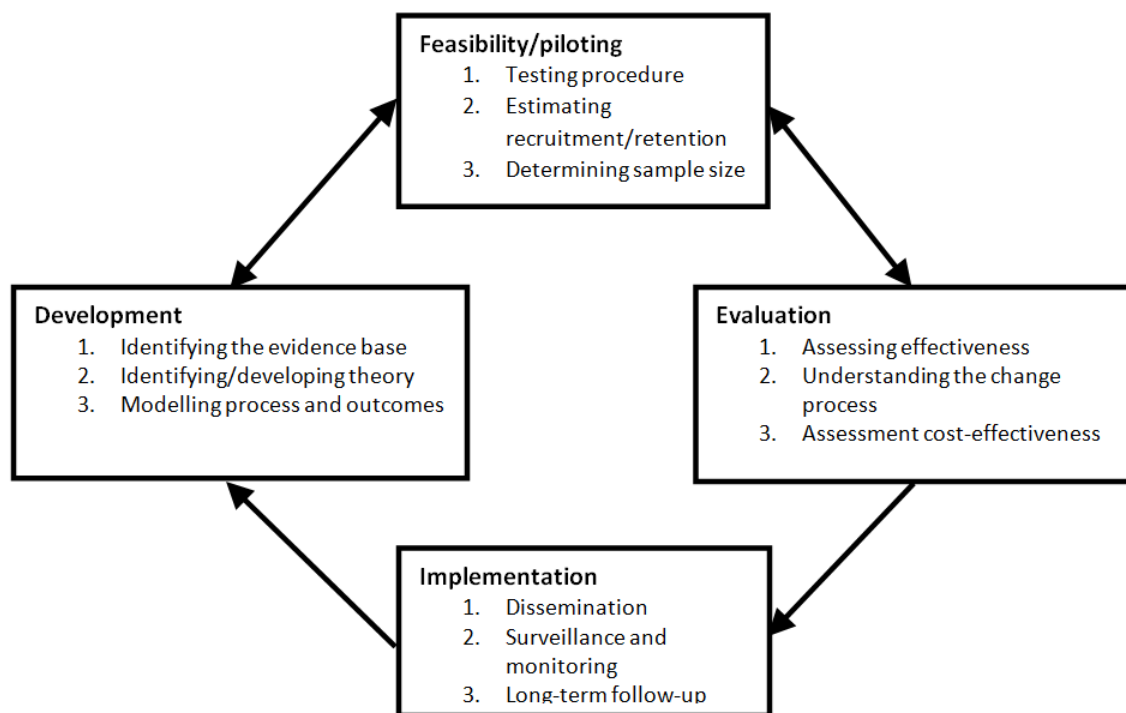 Feasibility/piloting
1. Testing procedure
2. Estimating
recruitment/retention
3. Determining sample size
Development
1. Identifying the evidence base
2. Identifying/developing theory
3. Modelling process and outcomes
Evaluation
1. Assessing effectiveness
2. Understanding the change
process
3. Assessment cost-effectiveness
Implementation
1. Dissemination
2. Surveillance and
monitoring
3. Long-term follow-up